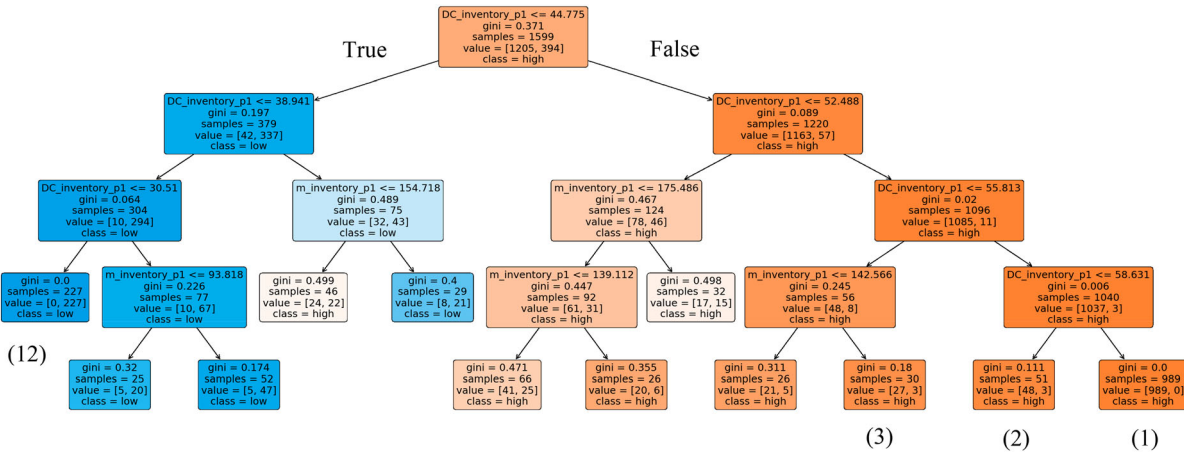 DC_inventory_p1 <= 44.775
gini = 0.371
samples = 1599
value = [1205, 394]
class = high
True
False
DC_inventory_p1 <= 38.941
gini = 0.197
samples = 379
value = [42, 337]
class = low
DC_inventory_p1 <= 52.488
gini = 0.089
samples = 1220
value = [1163, 57]
class = high
DC_inventory_p1 <= 30.51
gini = 0.064
samples = 304
value = [10, 294]
class = low
m_inventory_p1 <= 154.718
gini = 0.489
samples = 75
value = [32, 43]
class = low
m_inventory_p1 <= 175.486
gini = 0.467
samples = 124
value = [78, 46]
class = high
DC_inventory_p1 <= 55.813
gini = 0.02
samples = 1096
value = [1085, 11]
class = high
gini = 0.0
samples = 227
value = [0, 227]
class = low
m_inventory_p1 <= 93.818
gini = 0.226
samples = 77
value = [10, 67]
class = low
gini = 0.499
samples = 46
value = [24, 22]
class = high
gini = 0.4
samples = 29
value = [8, 21]
class = low
m_inventory_p1 <= 139.112
gini = 0.447
samples = 92
value = [61, 31]
class = high
gini = 0.498
samples = 32
value = [17, 15]
class = high
m_inventory_p1 <= 142.566
gini = 0.245
samples = 56
value = [48, 8]
class = high
DC_inventory_p1 <= 58.631
gini = 0.006
samples = 1040
value = [1037, 3]
class = high
(12)
gini = 0.32
samples = 25
value = [5, 20]
class = low
gini = 0.174
samples = 52
value = [5, 47]
class = low
gini = 0.471
samples = 66
value = [41, 25]
class = high
gini = 0.355
samples = 26
value = [20, 6]
class = high
gini = 0.311
samples = 26
value = [21, 5]
class = high
gini = 0.18
samples = 30
value = [27, 3]
class = high
gini = 0.111
samples = 51
value = [48, 3]
class = high
gini = 0.0
samples = 989
value = [989, 0]
class = high
(3)
(2)
(1)